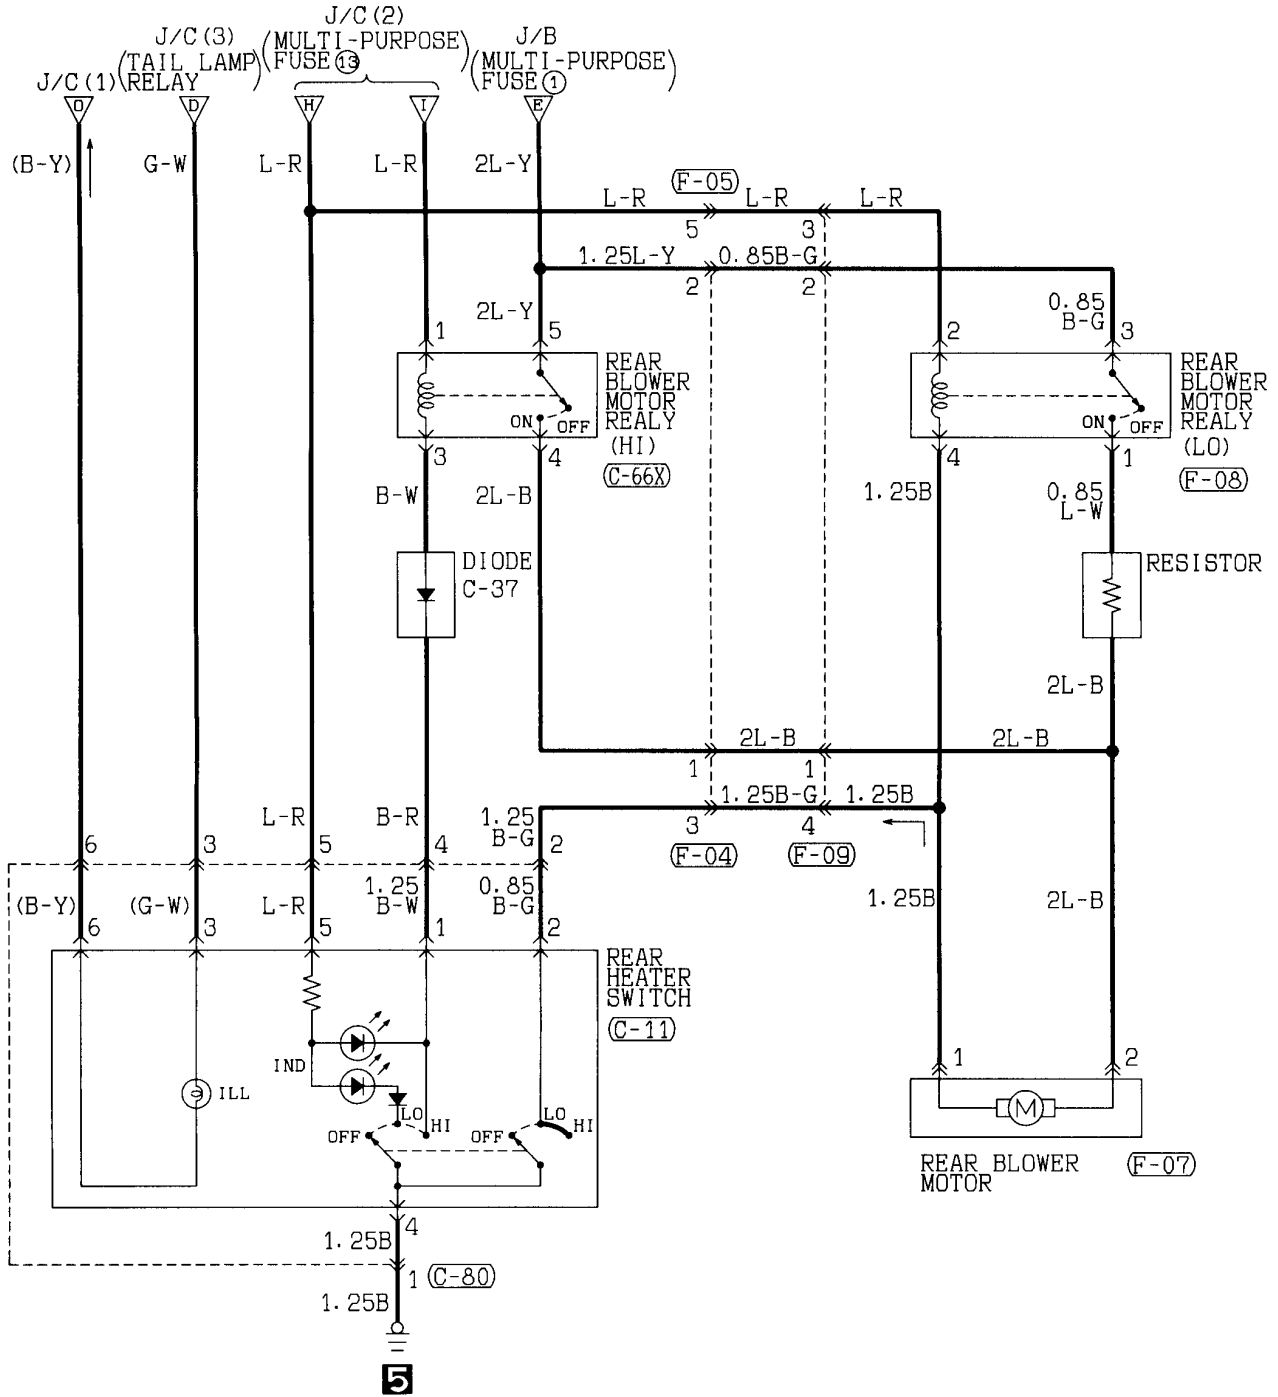 J/C(1)
J/C(3)
(TAIL LAMP
RELAY)
J/C(2)
(MULTI-PURPOSE
FUSE ⑬)
J/B
(MULTI-PURPOSE
FUSE ①)
O
D
H
I
E
(B-Y)
G-W
L-R
L-R
2L-Y
F-05
L-R
L-R
L-R
5
3
1.25L-Y
0.85B-G
2
2
2L-Y
0.85
B-G
1
5
2
3
REAR
BLOWER
MOTOR
REALY
(HI)
C-66X
ON
OFF
REAR
BLOWER
MOTOR
REALY
(LO)
F-08
ON
OFF
3
4
4
1
B-W
2L-B
1.25B
0.85
L-W
DIODE
C-37
RESISTOR
2L-B
2L-B
2L-B
1
1
1.25B-G
1.25B
3
4
F-04
F-09
L-R
B-R
1.25
B-G
6
3
5
4
2
(B-Y)
(G-W)
L-R
1.25
B-W
0.85
B-G
1.25B
2L-B
6
3
5
1
2
REAR
HEATER
SWITCH
C-11
IND
ILL
LO
HI
OFF
LO
HI
OFF
1
2
M
REAR BLOWER
MOTOR
F-07
4
1.25B
1
C-80
1.25B
5